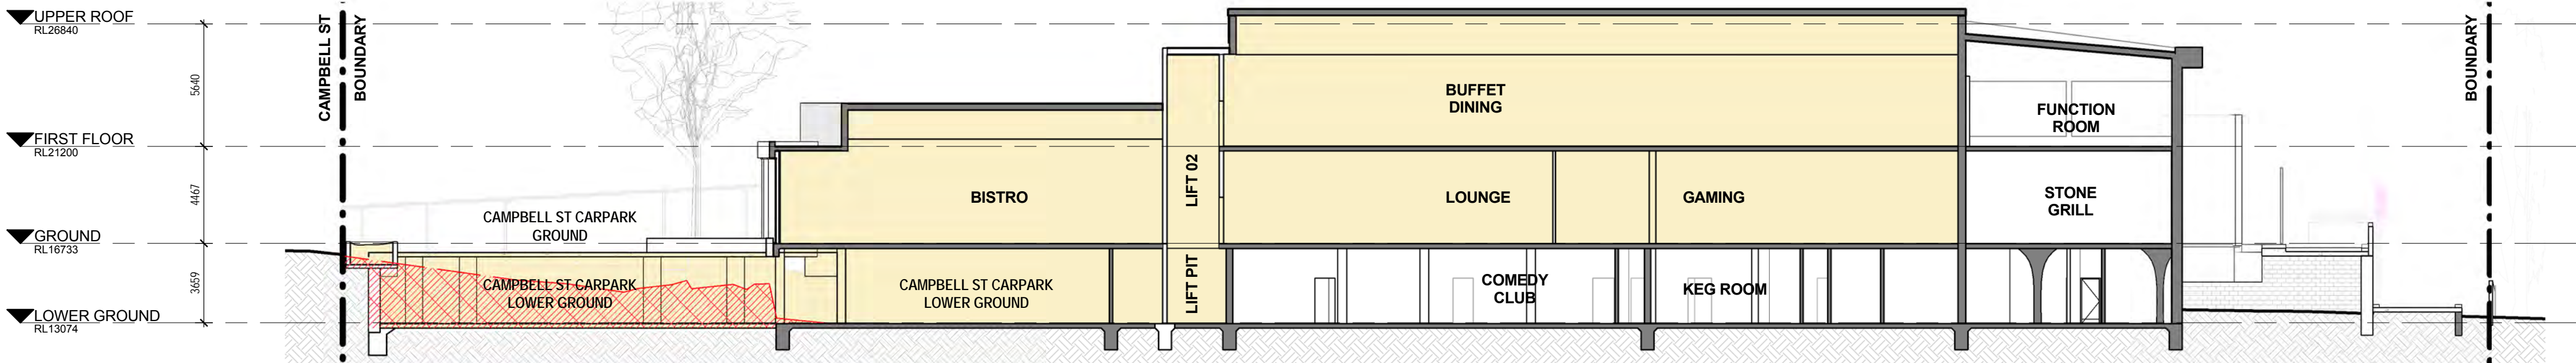 UPPER ROOF
RL26840
5640
FIRST FLOOR
RL21200
4467
GROUND
RL16733
3659
LOWER GROUND
RL13074
CAMPBELL ST
BOUNDARY
CAMPBELL ST CARPARK
GROUND
CAMPBELL ST CARPARK
LOWER GROUND
BISTRO
CAMPBELL ST CARPARK
LOWER GROUND
LIFT 02
LIFT PIT
BUFFET
DINING
LOUNGE
GAMING
COMEDY
CLUB
KEG ROOM
FUNCTION
ROOM
STONE
GRILL
BOUNDARY